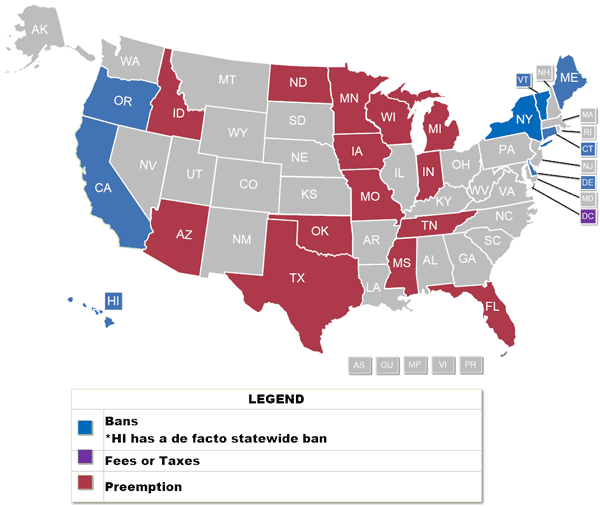 AK
WA
MT
ND
MN
VT
NH
ME
OR
ID
WY
SD
WI
MI
NY
MA
RI
CT
NJ
DE
MD
DC
CA
NV
UT
CO
NE
KS
IA
MO
IL
IN
OH
PA
WV
VA
KY
NC
TN
SC
AZ
NM
OK
AR
MS
AL
GA
TX
LA
FL
HI
AS
GU
MP
VI
PR
LEGEND
Bans
*HI has a de facto statewide ban
Fees or Taxes
Preemption